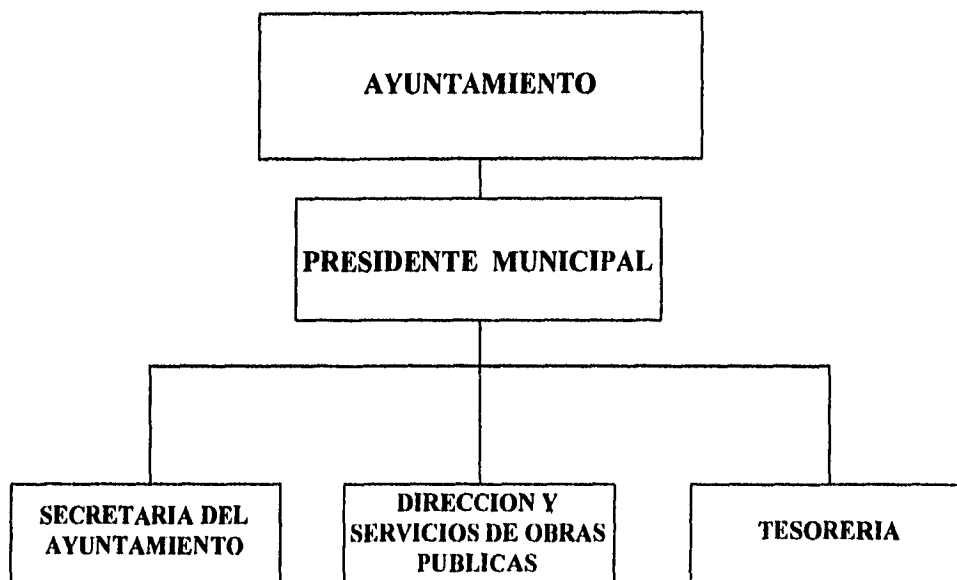 AYUNTAMIENTO
PRESIDENTE MUNICIPAL
SECRETARIA DEL
AYUNTAMIENTO
DIRECCION Y
SERVICIOS DE OBRAS
PUBLICAS
TESORERIA